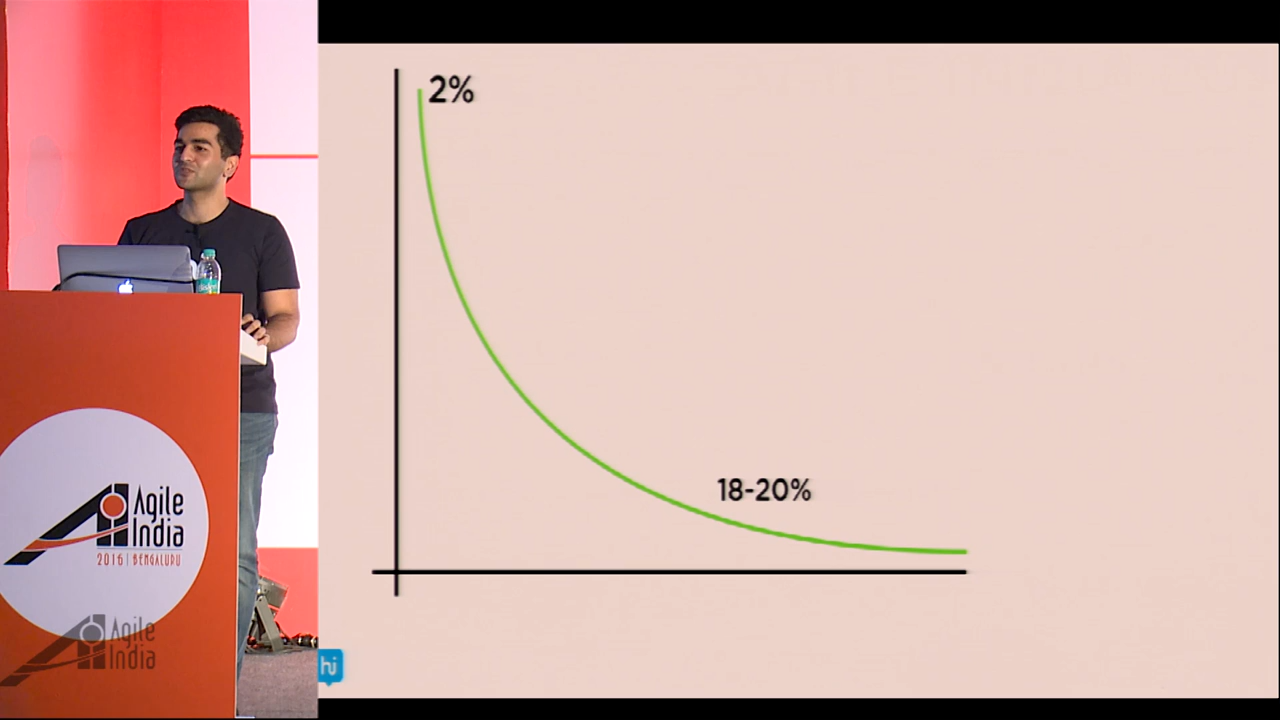 2%
18-20%
Agile
India
2016 | BENGALURU
Agile
India
hi